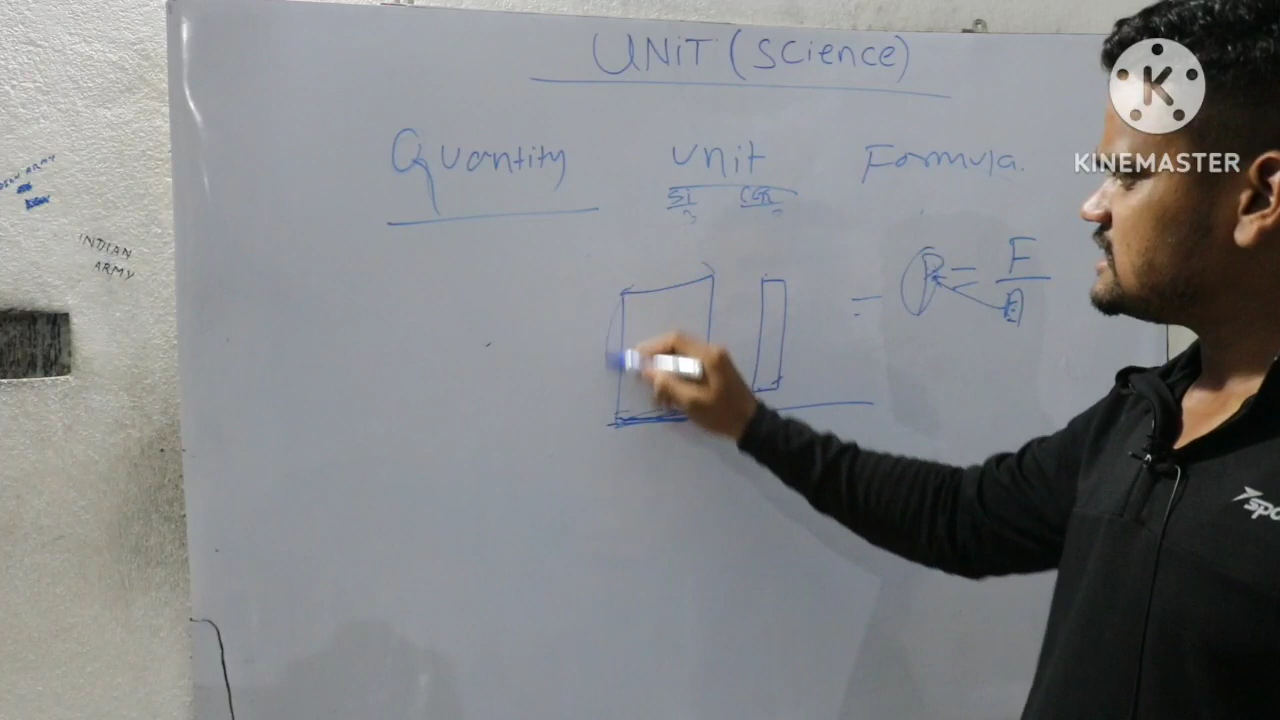 UNiT (Science)
Quantity Unit Formula.
SI CGS
P = F
A
INDIAN
ARMY
KINEMASTER
K